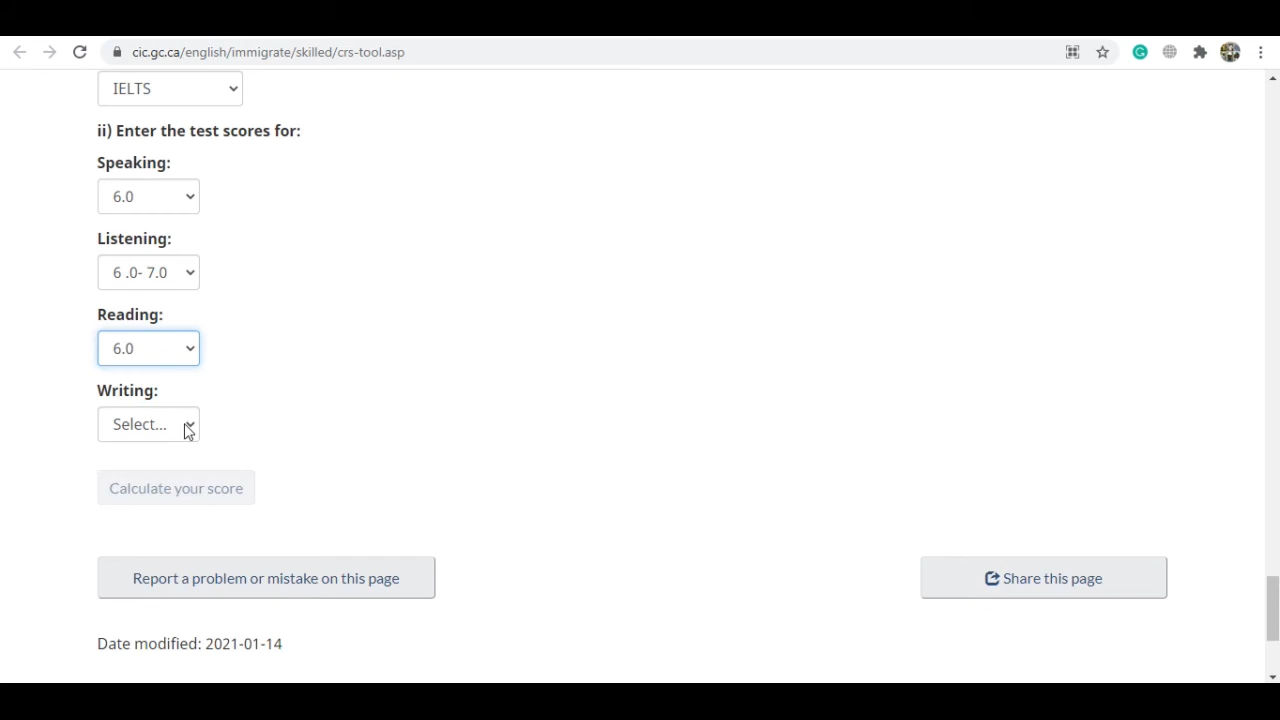 cic.gc.ca/english/immigrate/skilled/crs-tool.asp
IELTS
ii) Enter the test scores for:
Speaking:
6.0
Listening:
6 .0- 7.0
Reading:
6.0
Writing:
Select...
Calculate your score
Report a problem or mistake on this page
Share this page
Date modified: 2021-01-14